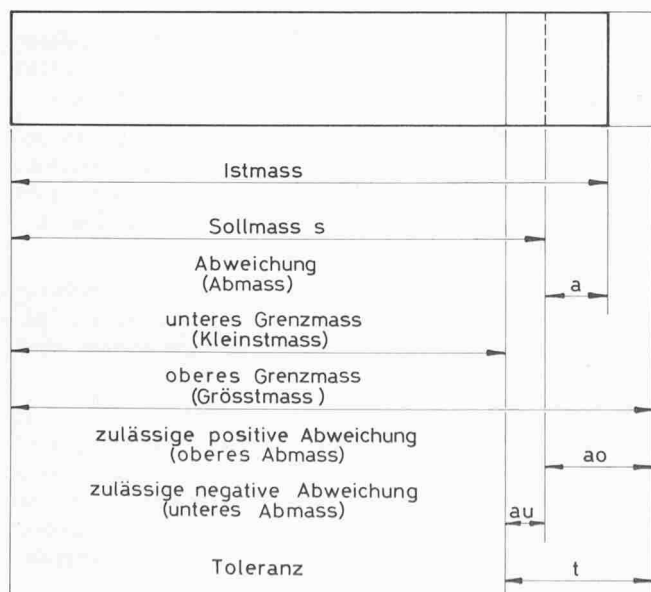 Istmass
Sollmass s
Abweichung
(Abmass)
a
unteres Grenzmass
(Kleinstmass)
oberes Grenzmass
(Grösstmass)
zulässige positive Abweichung
(oberes Abmass)
ao
zulässige negative Abweichung
(unteres Abmass)
au
Toleranz
t